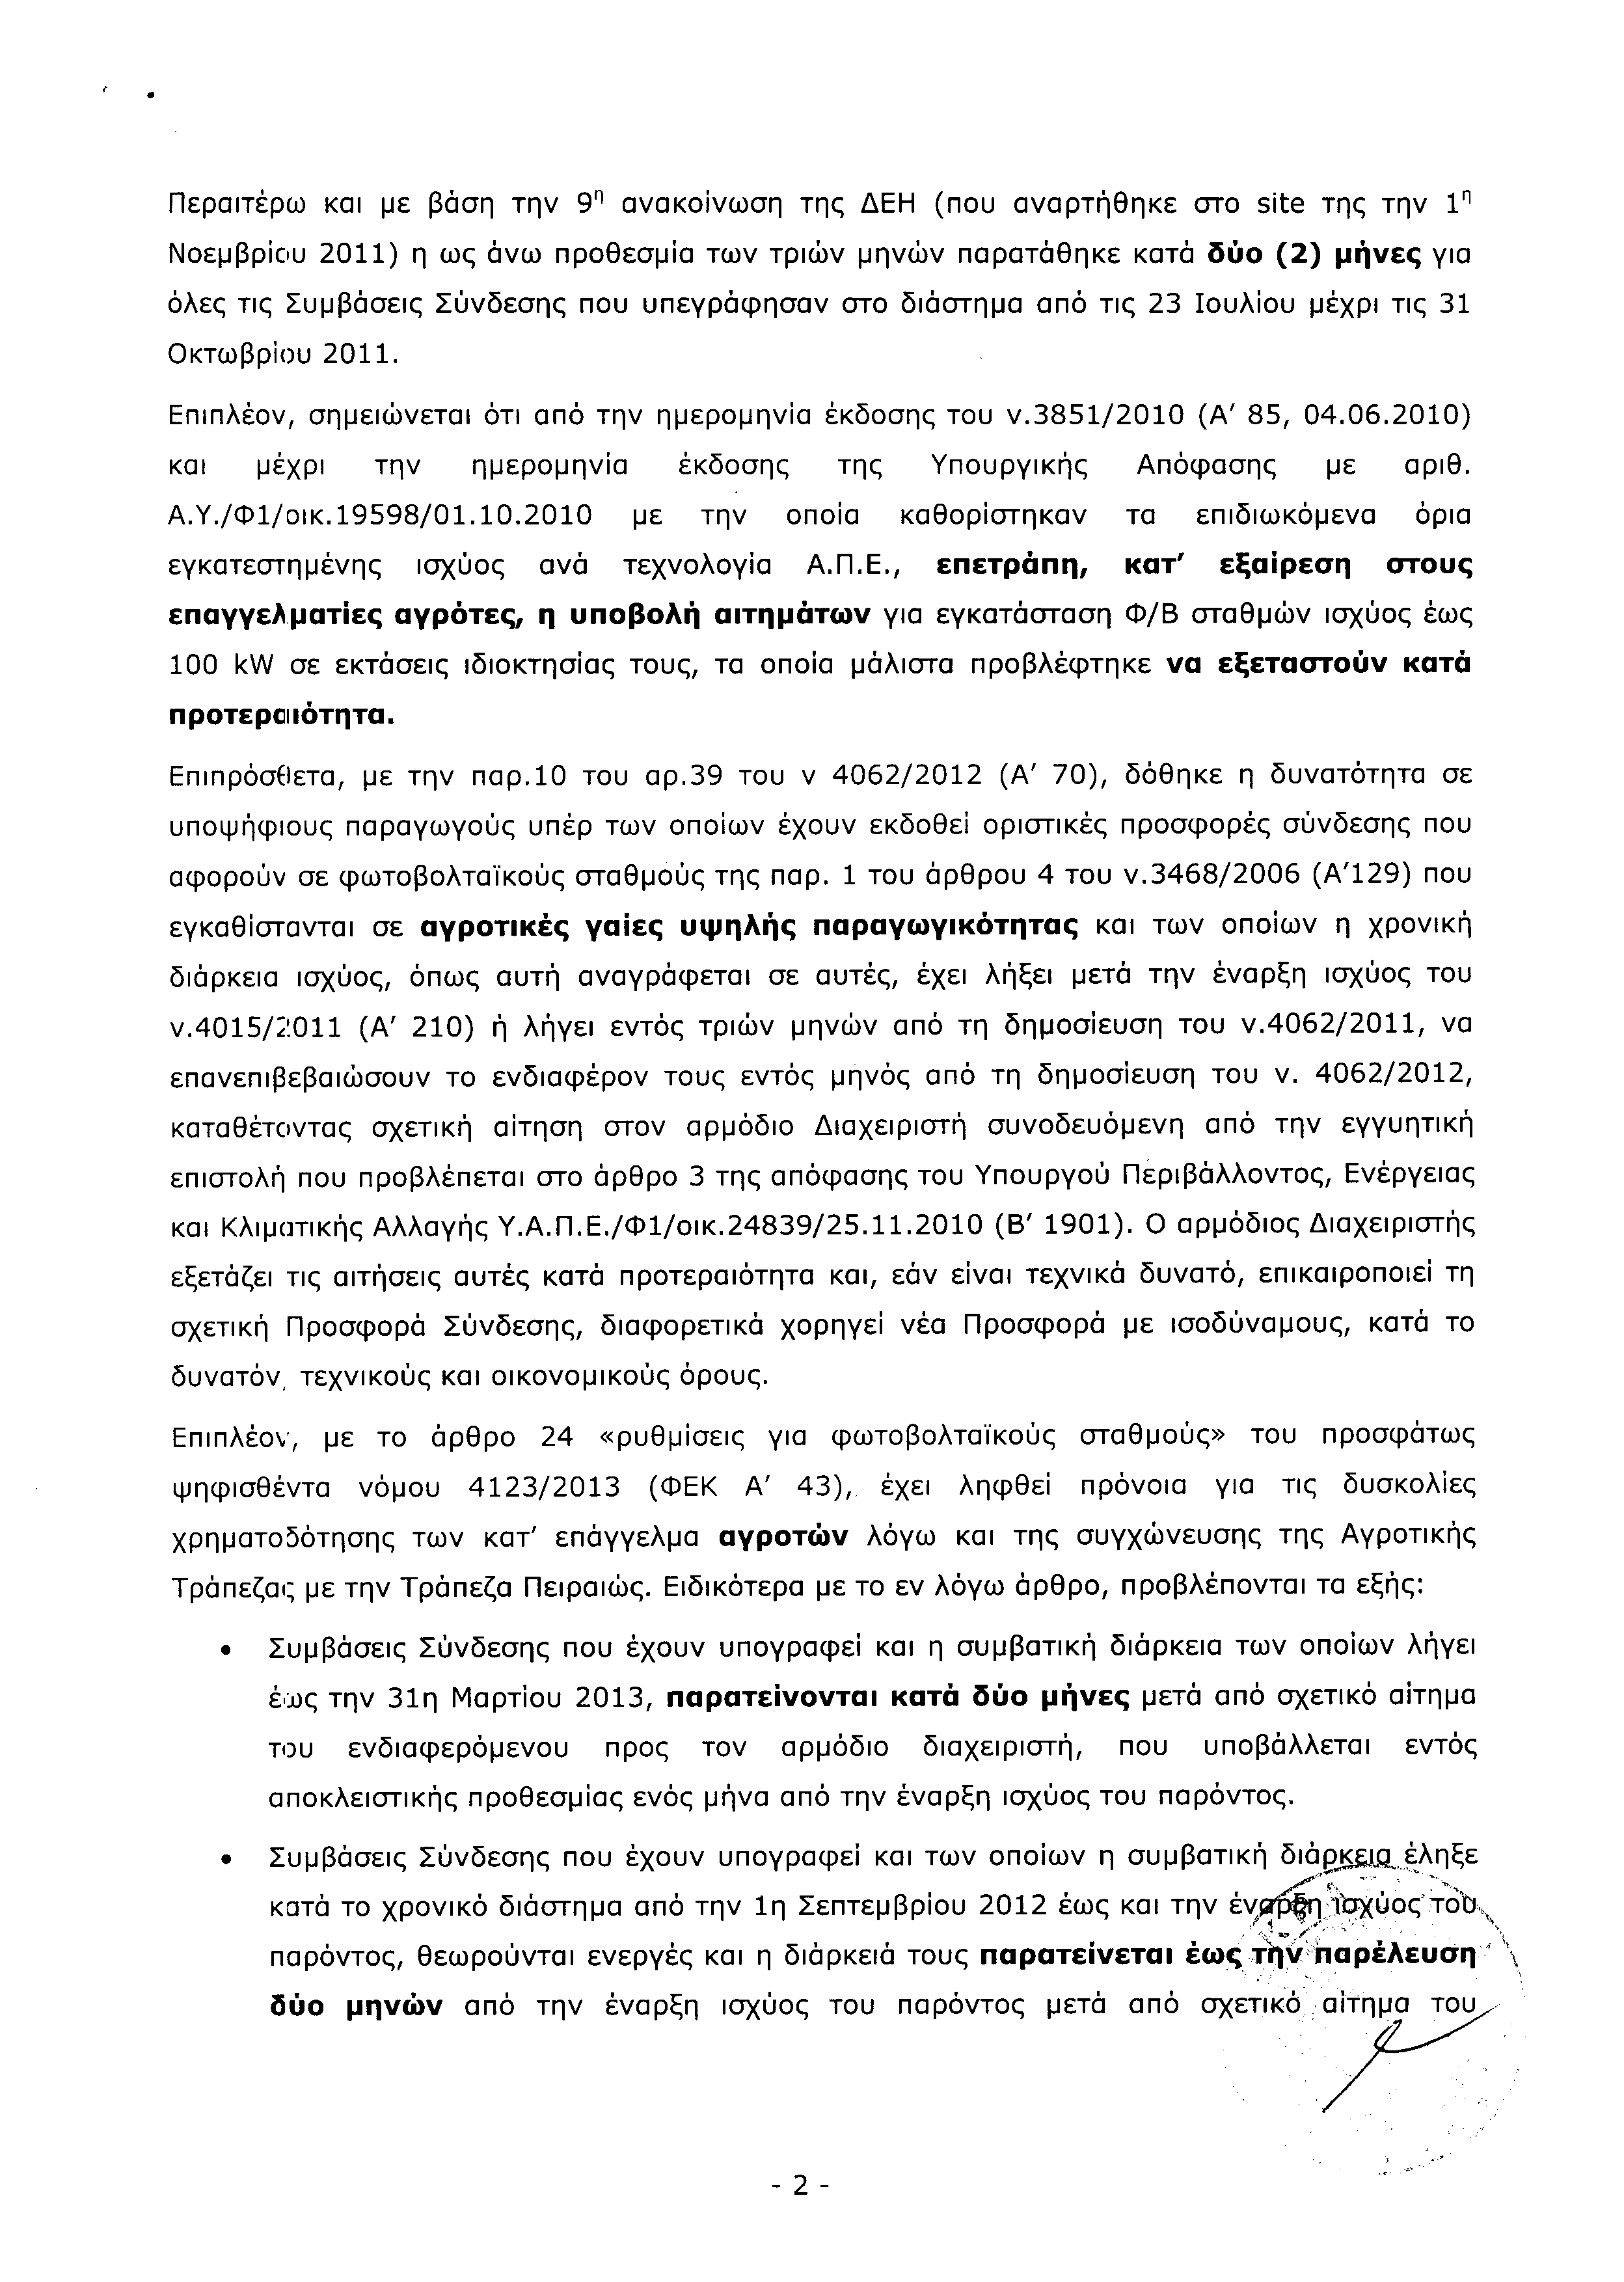 Περαιτέρω και με βάση την 9η ανακοίνωση της ΔΕΗ (που αναρτήθηκε στο site της την 1η
Νοεμβρίου 2011) η ως άνω προθεσμία των τριών μηνών παρατάθηκε κατά δύο (2) μήνες για
όλες τις Συμβάσεις Σύνδεσης που υπεγράφησαν στο διάστημα από τις 23 Ιουλίου μέχρι τις 31
Οκτωβρίου 2011.
Επιπλέον, σημειώνεται ότι από την ημερομηνία έκδοσης του ν.3851/2010 (Α' 85, 04.06.2010)
και μέχρι την ημερομηνία έκδοσης της Υπουργικής Απόφασης με αριθ.
Α.Υ./Φ1/οικ.19598/01.10.2010 με την οποία καθορίστηκαν τα επιδιωκόμενα όρια
εγκατεστημένης ισχύος ανά τεχνολογία Α.Π.Ε., επετράπη, κατ' εξαίρεση στους
επαγγελματίες αγρότες, η υποβολή αιτημάτων για εγκατάσταση Φ/Β σταθμών ισχύος έως
100 kW σε εκτάσεις ιδιοκτησίας τους, τα οποία μάλιστα προβλέφτηκε να εξεταστούν κατά
προτεραιότητα.
Επιπρόσθετα, με την παρ.10 του αρ.39 του ν 4062/2012 (Α' 70), δόθηκε η δυνατότητα σε
υποψήφιους παραγωγούς υπέρ των οποίων έχουν εκδοθεί οριστικές προσφορές σύνδεσης που
αφορούν σε φωτοβολταϊκούς σταθμούς της παρ. 1 του άρθρου 4 του ν.3468/2006 (Α'129) που
εγκαθίστανται σε αγροτικές γαίες υψηλής παραγωγικότητας και των οποίων η χρονική
διάρκεια ισχύος, όπως αυτή αναγράφεται σε αυτές, έχει λήξει μετά την έναρξη ισχύος του
ν.4015/2011 (Α' 210) ή λήγει εντός τριών μηνών από τη δημοσίευση του ν.4062/2011, να
επανεπιβεβαιώσουν το ενδιαφέρον τους εντός μηνός από τη δημοσίευση του ν. 4062/2012,
καταθέτοντας σχετική αίτηση στον αρμόδιο Διαχειριστή συνοδευόμενη από την εγγυητική
επιστολή που προβλέπεται στο άρθρο 3 της απόφασης του Υπουργού Περιβάλλοντος, Ενέργειας
και Κλιματικής Αλλαγής Υ.Α.Π.Ε./Φ1/οικ.24839/25.11.2010 (Β' 1901). Ο αρμόδιος Διαχειριστής
εξετάζει τις αιτήσεις αυτές κατά προτεραιότητα και, εάν είναι τεχνικά δυνατό, επικαιροποιεί τη
σχετική Προσφορά Σύνδεσης, διαφορετικά χορηγεί νέα Προσφορά με ισοδύναμους, κατά το
δυνατόν, τεχνικούς και οικονομικούς όρους.
Επιπλέον, με το άρθρο 24 «ρυθμίσεις για φωτοβολταϊκούς σταθμούς» του προσφάτως
ψηφισθέντα νόμου 4123/2013 (ΦΕΚ Α' 43), έχει ληφθεί πρόνοια για τις δυσκολίες
χρηματοδότησης των κατ' επάγγελμα αγροτών λόγω και της συγχώνευσης της Αγροτικής
Τράπεζας με την Τράπεζα Πειραιώς. Ειδικότερα με το εν λόγω άρθρο, προβλέπονται τα εξής:
• Συμβάσεις Σύνδεσης που έχουν υπογραφεί και η συμβατική διάρκεια των οποίων λήγει
έως την 31η Μαρτίου 2013, παρατείνονται κατά δύο μήνες μετά από σχετικό αίτημα
του ενδιαφερόμενου προς τον αρμόδιο διαχειριστή, που υποβάλλεται εντός
αποκλειστικής προθεσμίας ενός μήνα από την έναρξη ισχύος του παρόντος.
• Συμβάσεις Σύνδεσης που έχουν υπογραφεί και των οποίων η συμβατική διάρκεια έληξε
κατά το χρονικό διάστημα από την 1η Σεπτεμβρίου 2012 έως και την έναρξη ισχύος του
παρόντος, θεωρούνται ενεργές και η διάρκειά τους παρατείνεται έως την παρέλευση
δύο μηνών από την έναρξη ισχύος του παρόντος μετά από σχετικό αίτημα του
- 2 -